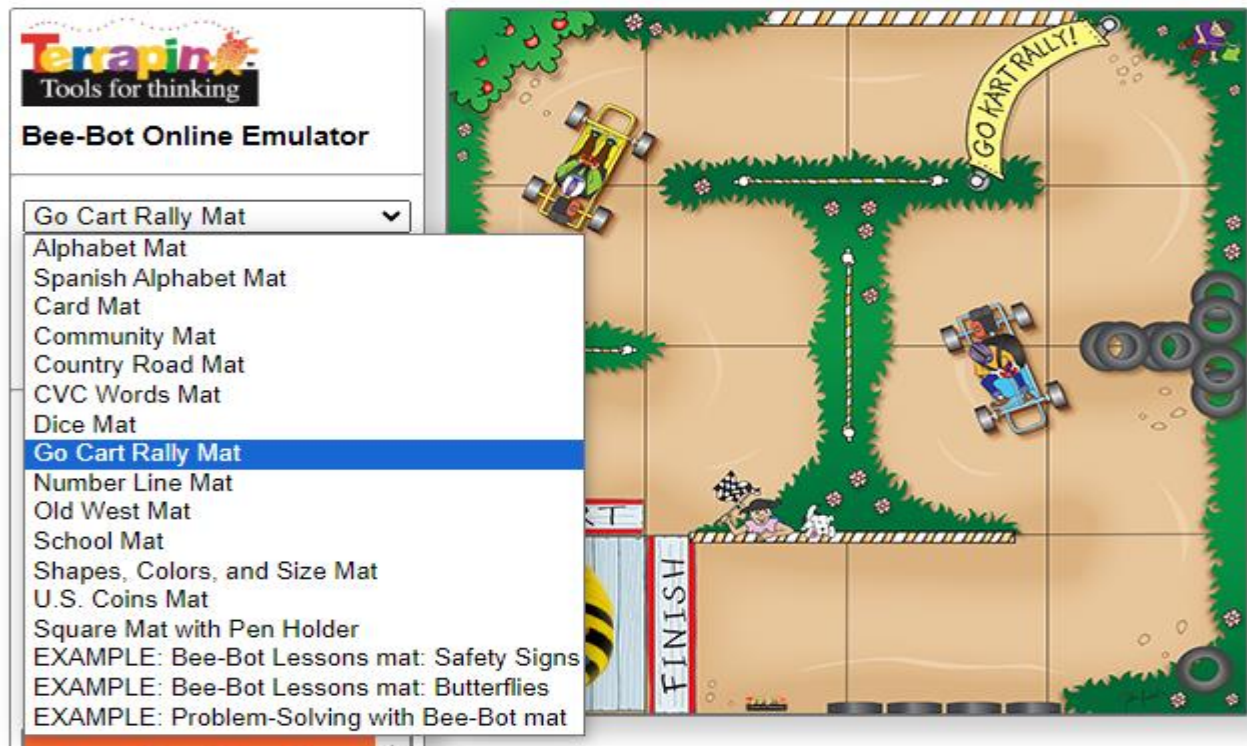 Terrapin
Tools for thinking
Bee-Bot Online Emulator
Go Cart Rally Mat
Alphabet Mat
Spanish Alphabet Mat
Card Mat
Community Mat
Country Road Mat
CVC Words Mat
Dice Mat
Go Cart Rally Mat
Number Line Mat
Old West Mat
School Mat
Shapes, Colors, and Size Mat
U.S. Coins Mat
Square Mat with Pen Holder
EXAMPLE: Bee-Bot Lessons mat: Safety Signs
EXAMPLE: Bee-Bot Lessons mat: Butterflies
EXAMPLE: Problem-Solving with Bee-Bot mat
GO KART RALLY!
RT
FINISH
Terrapin